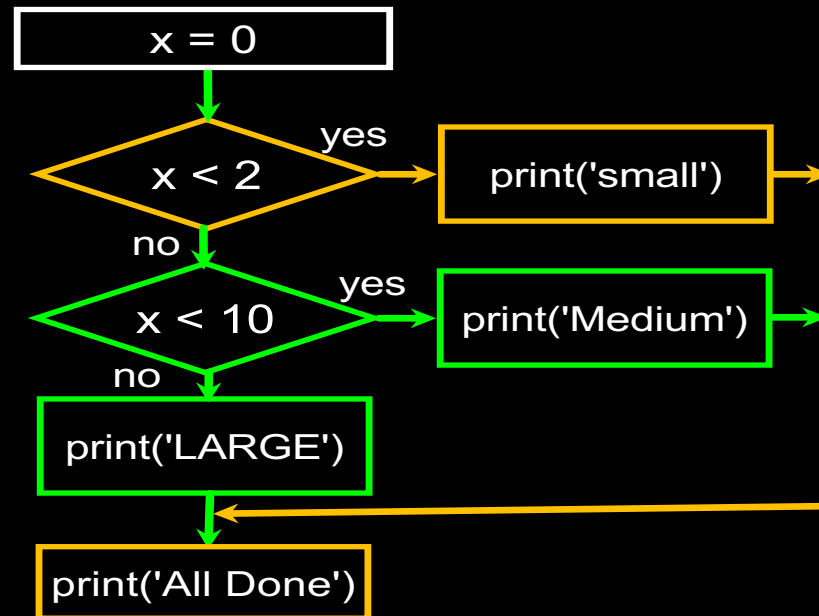 x = 0
x < 2
yes
print('small')
no
x < 10
yes
print('Medium')
no
print('LARGE')
print('All Done')